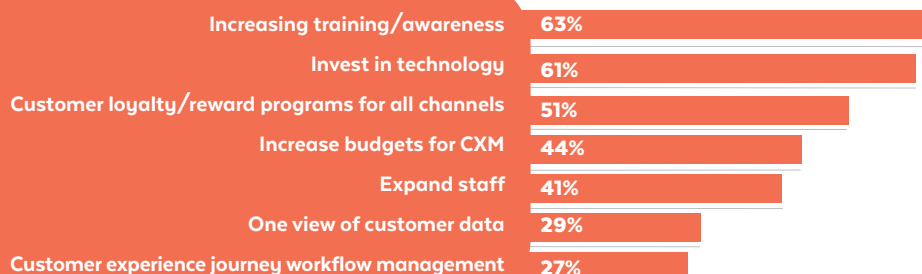 Increasing training/awareness 63%
Invest in technology 61%
Customer loyalty/reward programs for all channels 51%
Increase budgets for CXM 44%
Expand staff 41%
One view of customer data 29%
Customer experience journey workflow management 27%